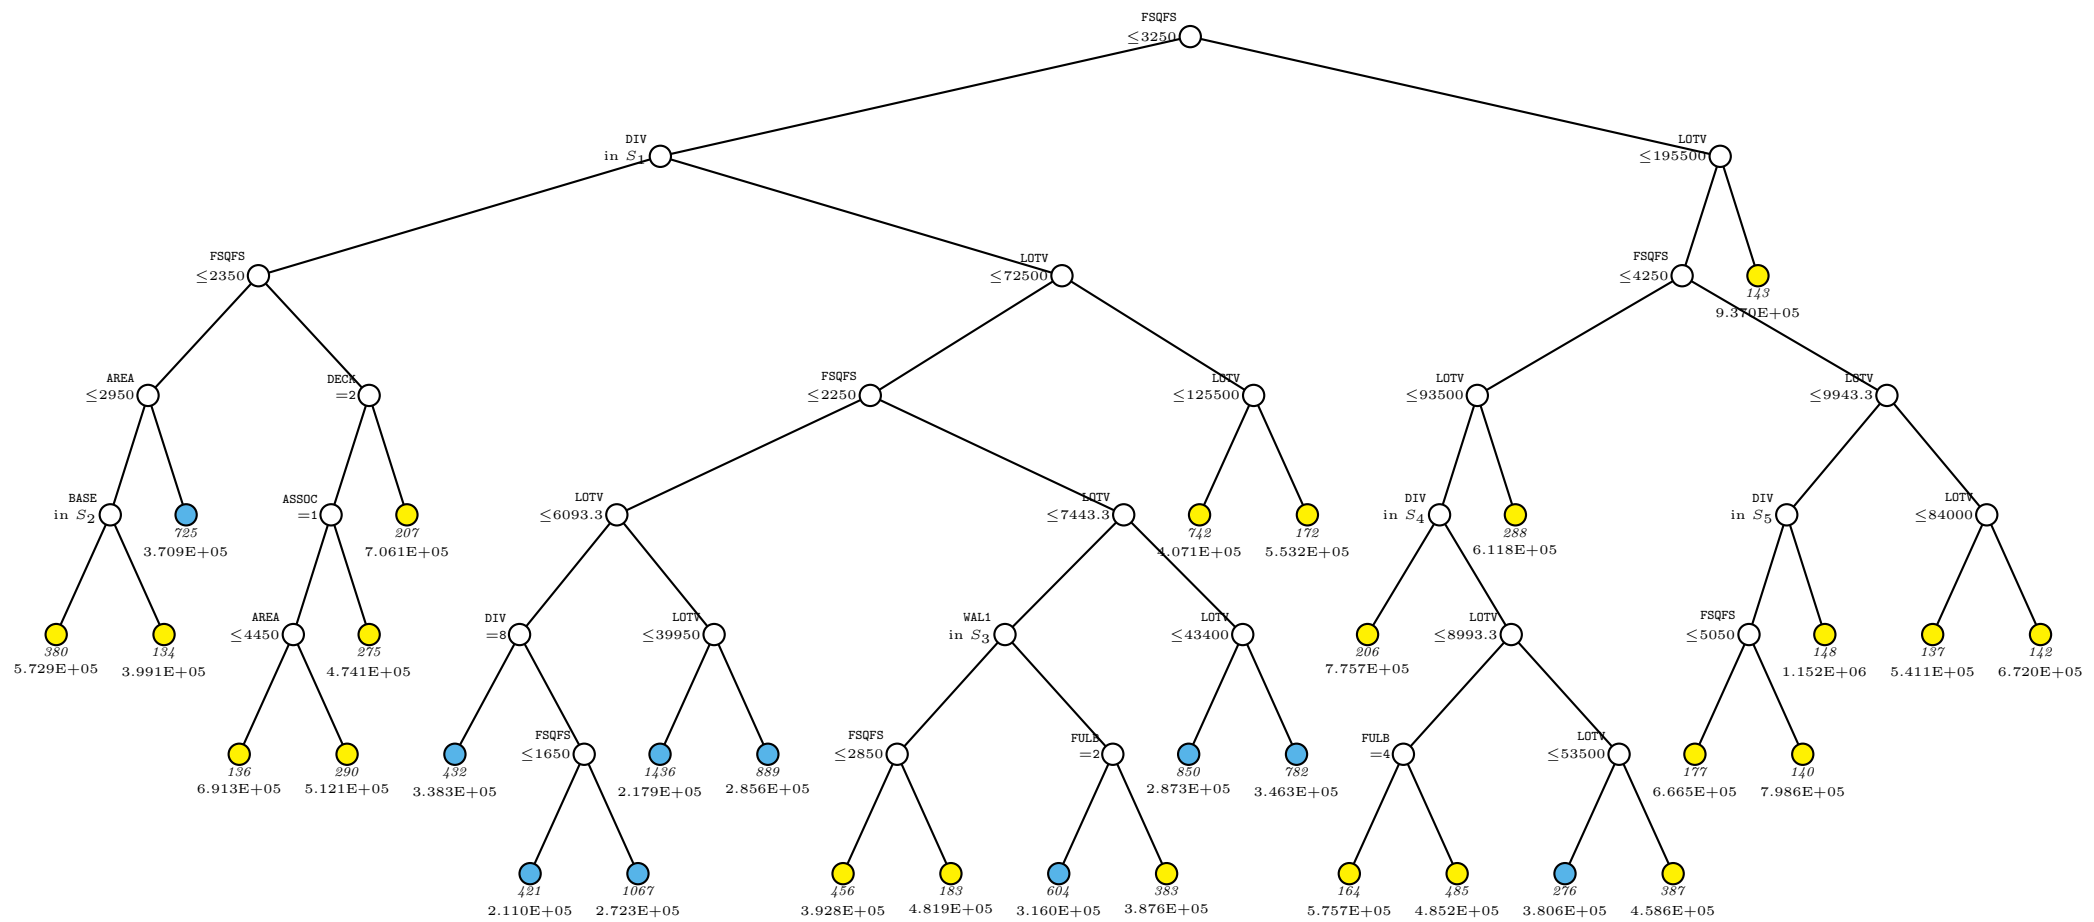 FSQFS
≤3250
DIV
in S1
LOTV
≤195500
FSQFS
≤2350
LOTV
≤72500
FSQFS
≤4250
143
9.370E+05
AREA
≤2950
DECK
=2
FSQFS
≤2250
LOTV
≤125500
LOTV
≤93500
LOTV
≤9943.3
BASE
in S2
725
3.709E+05
ASSOC
=1
207
7.061E+05
LOTV
≤6093.3
LOTV
≤7443.3
742
4.071E+05
172
5.532E+05
DIV
in S4
288
6.118E+05
DIV
in S5
LOTV
≤84000
380
5.729E+05
134
3.991E+05
AREA
≤4450
275
4.741E+05
DIV
=8
LOTV
≤39950
WAL1
in S3
LOTV
≤43400
206
7.757E+05
LOTV
≤8993.3
FSQFS
≤5050
148
1.152E+06
137
5.411E+05
142
6.720E+05
136
6.913E+05
290
5.121E+05
432
3.383E+05
FSQFS
≤1650
1436
2.179E+05
889
2.856E+05
FSQFS
≤2850
FULB
=2
850
2.873E+05
782
3.463E+05
FULB
=4
LOTV
≤53500
177
6.665E+05
140
7.986E+05
421
2.110E+05
1067
2.723E+05
456
3.928E+05
183
4.819E+05
604
3.160E+05
383
3.876E+05
164
5.757E+05
485
4.852E+05
276
3.806E+05
387
4.586E+05